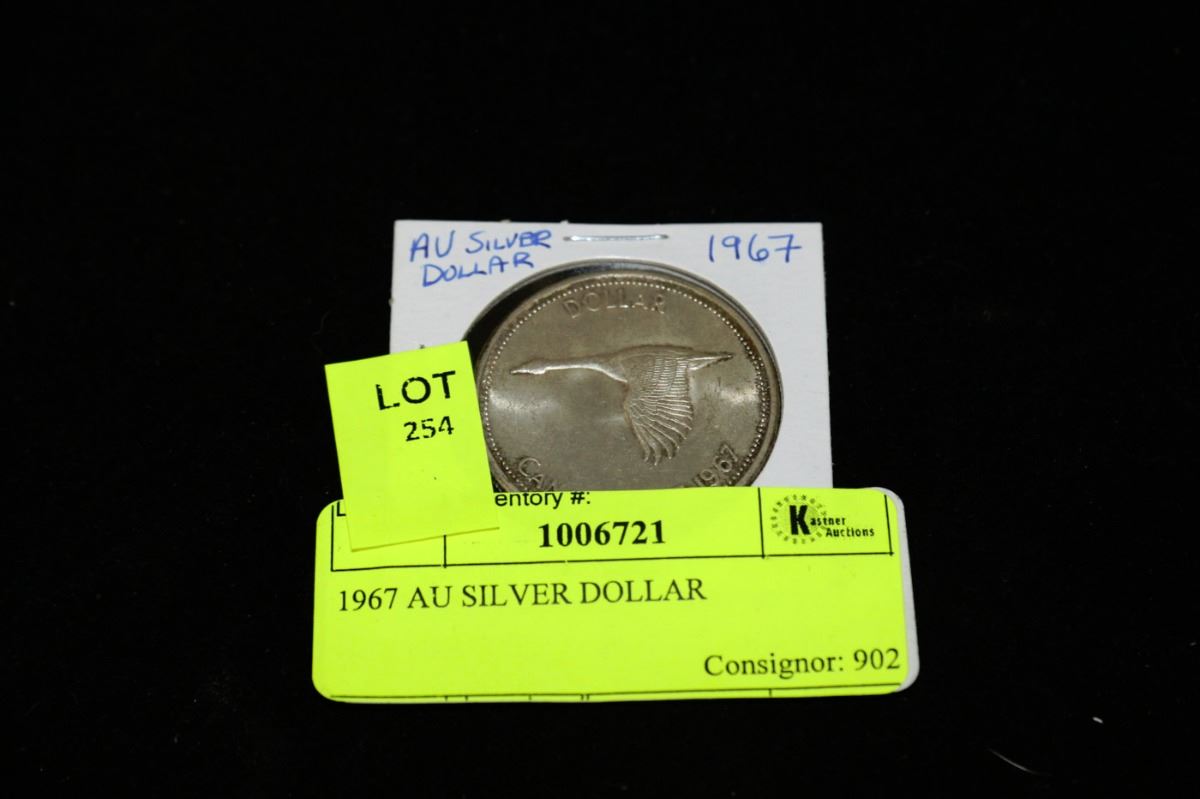 AU SILVER
DOLLAR
1967
DOLLAR
1967
LOT
254
entory #:
1006721
Kastner
Auctions
1967 AU SILVER DOLLAR
Consignor: 902